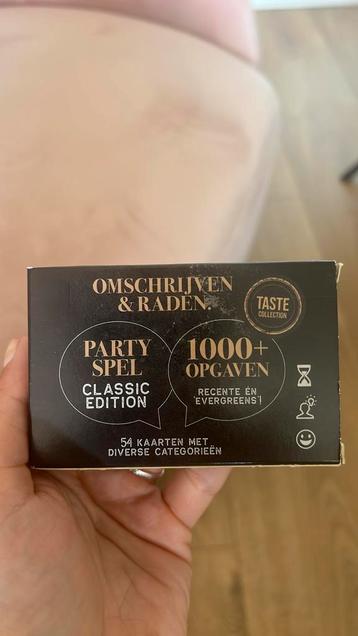 OMSCHRIJVEN
& RADEN.
TASTE
COLLECTION
PARTY
SPEL
CLASSIC
EDITION
1000+
OPGAVEN
RECENTE ÉN
'EVERGREENS'!
54 KAARTEN MET
DIVERSE CATEGORIEËN